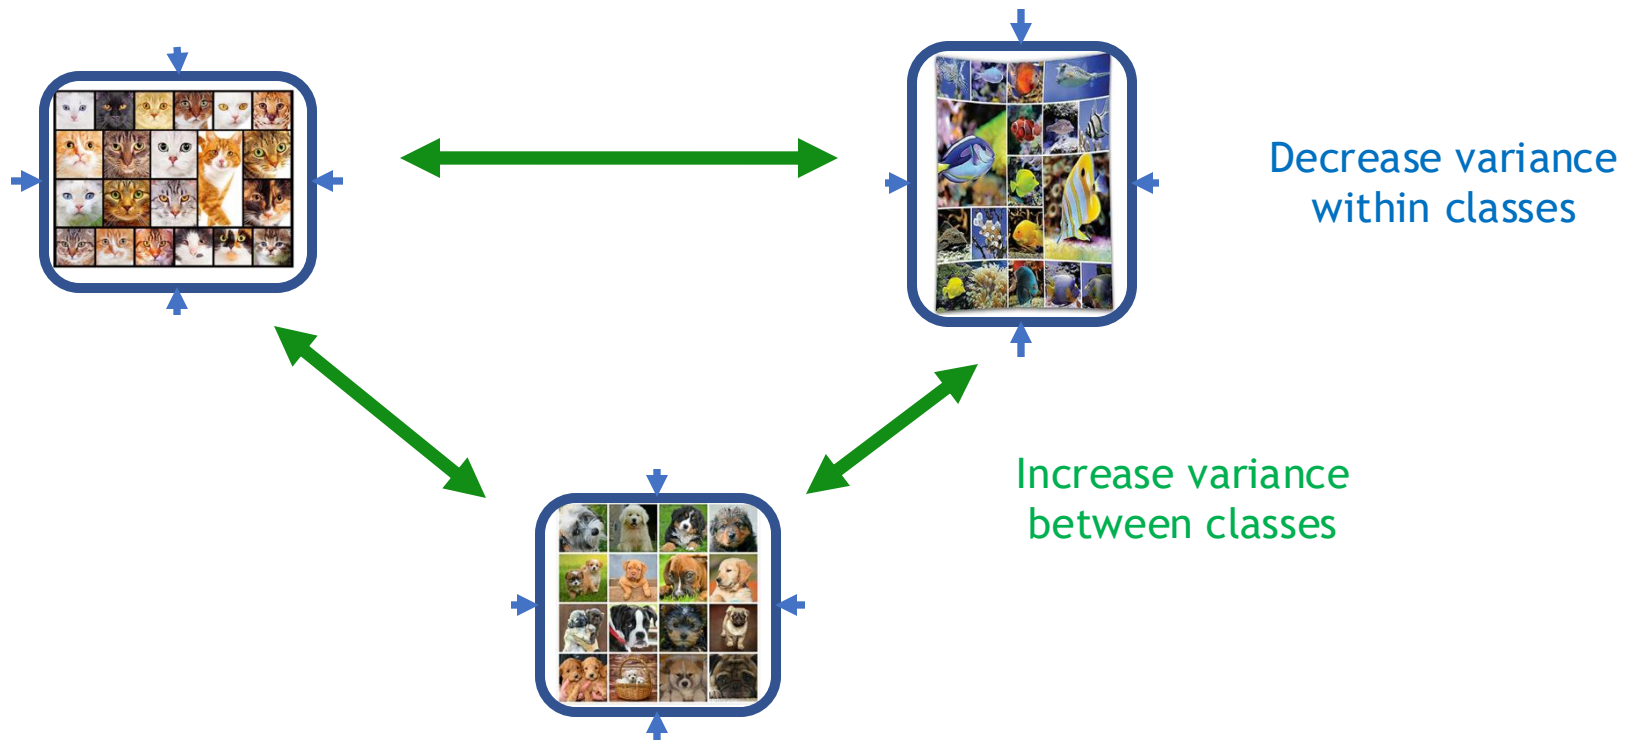 Decrease variance
within classes
Increase variance
between classes